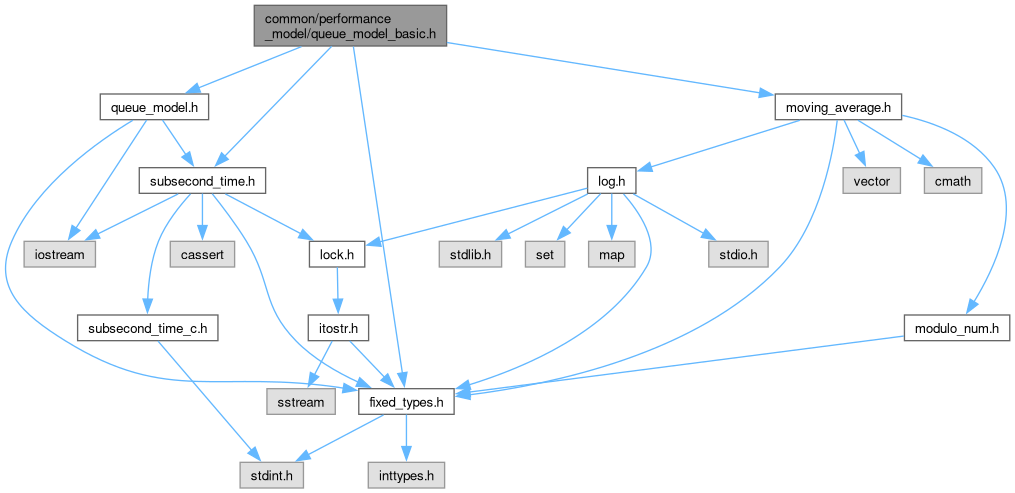 common/performance
_model/queue_model_basic.h
queue_model.h
moving_average.h
subsecond_time.h
log.h
vector
cmath
iostream
cassert
lock.h
stdlib.h
set
map
stdio.h
subsecond_time_c.h
itostr.h
modulo_num.h
sstream
fixed_types.h
stdint.h
inttypes.h